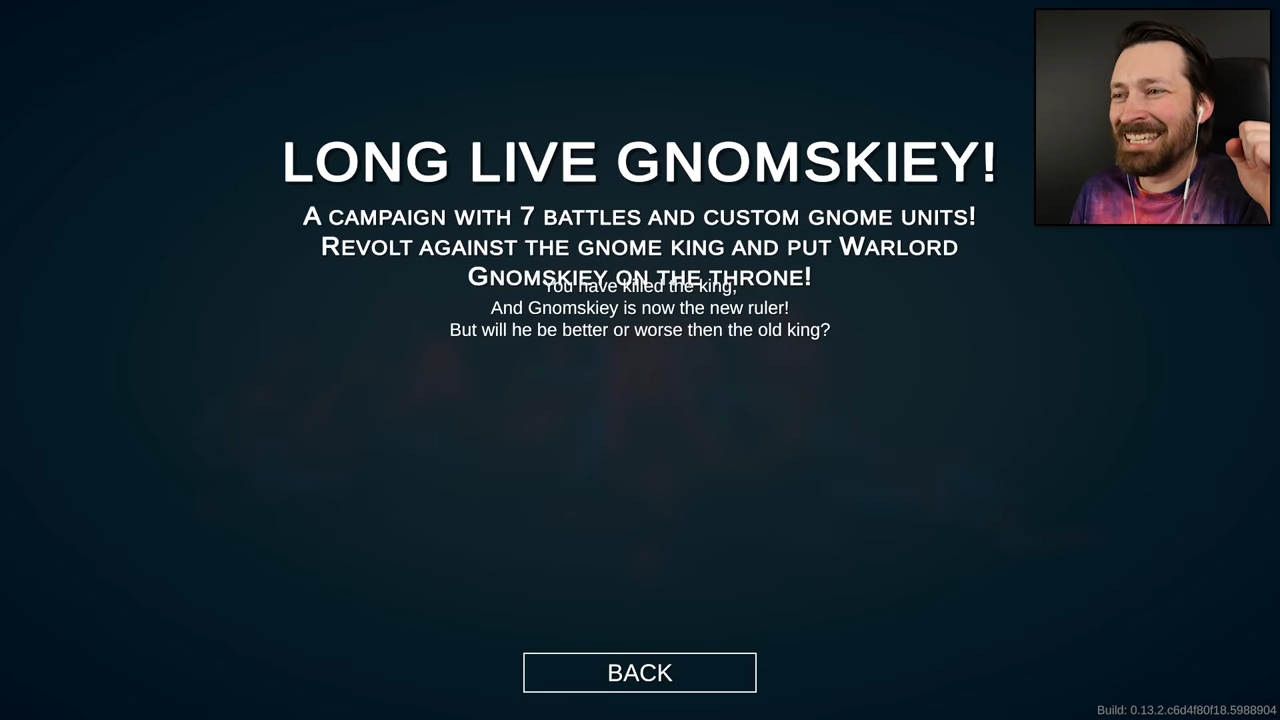 LONG LIVE GNOMSKIEY!
A CAMPAIGN WITH 7 BATTLES AND CUSTOM GNOME UNITS!
REVOLT AGAINST THE GNOME KING AND PUT WARLORD
GNOMSKIEY ON THE THRONE!
You have killed the king,
And Gnomskiey is now the new ruler!
But will he be better or worse then the old king?
BACK
Build: 0.13.2.c6d4f80f18.5988904